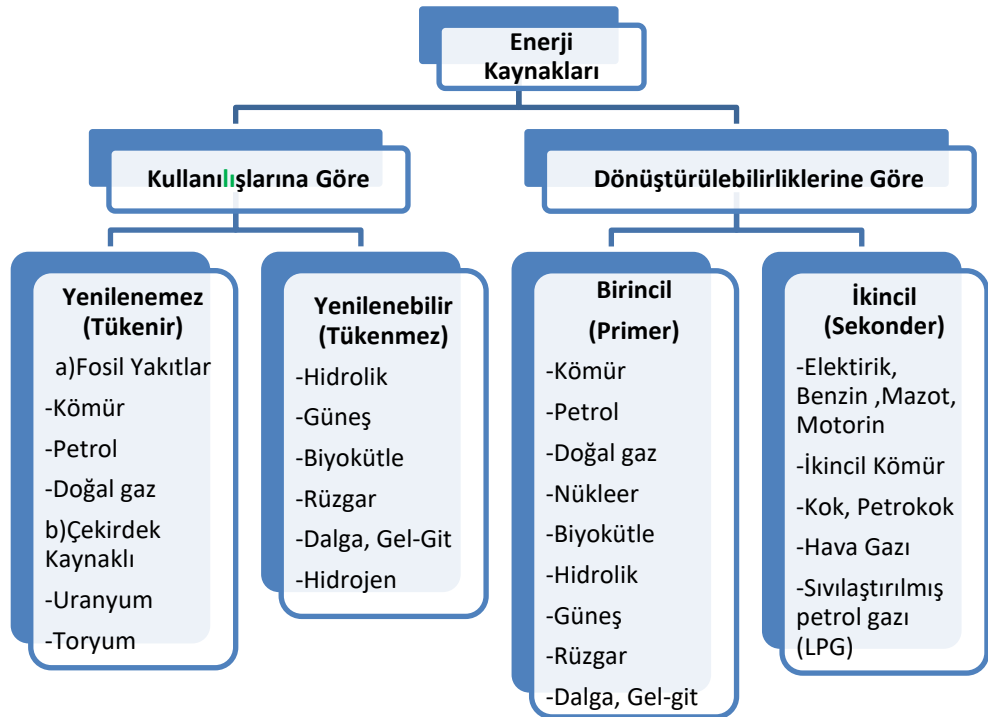 Enerji
Kaynakları
Kullanılışlarına Göre
Dönüştürülebilirliklerine Göre
Yenilenemez
(Tükenir)
a)Fosil Yakıtlar
-Kömür
-Petrol
-Doğal gaz
b)Çekirdek
Kaynaklı
-Uranyum
-Toryum
Yenilenebilir
(Tükenmez)
-Hidrolik
-Güneş
-Biyokütle
-Rüzgar
-Dalga, Gel-Git
-Hidrojen
Birincil
(Primer)
-Kömür
-Petrol
-Doğal gaz
-Nükleer
-Biyokütle
-Hidrolik
-Güneş
-Rüzgar
-Dalga, Gel-git
İkincil
(Sekonder)
-Elektirik,
Benzin ,Mazot,
Motorin
-İkincil Kömür
-Kok, Petrokok
-Hava Gazı
-Sıvılaştırılmış
petrol gazı
(LPG)